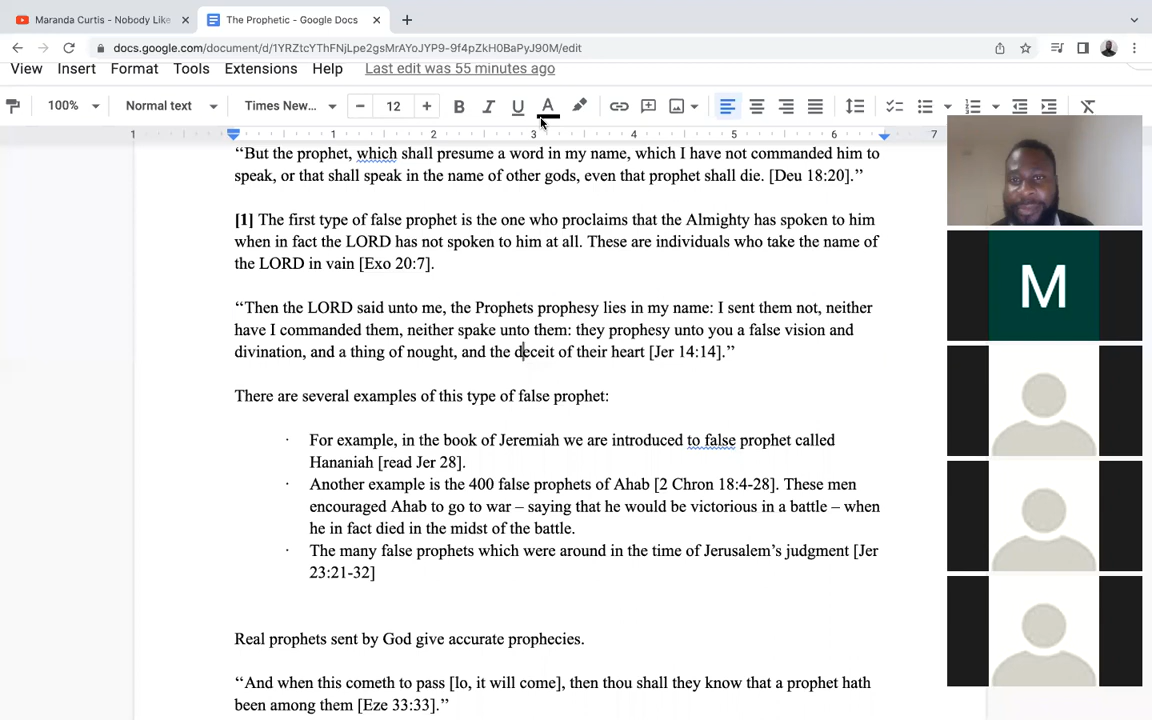 Maranda Curtis - Nobody Like
The Prophetic - Google Docs
docs.google.com/document/d/1YRZtcYThFNjLpe2gsMrAYoJYP9-9f4pZkH0BaPyJ90M/edit
View Insert Format Tools Extensions Help Last edit was 55 minutes ago
100% Normal text Times New... 12 B I U A
1 1 2 3 4 5 6 7
“But the prophet, which shall presume a word in my name, which I have not commanded him to
speak, or that shall speak in the name of other gods, even that prophet shall die. [Deu 18:20].”
[1] The first type of false prophet is the one who proclaims that the Almighty has spoken to him
when in fact the LORD has not spoken to him at all. These are individuals who take the name of
the LORD in vain [Exo 20:7].
“Then the LORD said unto me, the Prophets prophesy lies in my name: I sent them not, neither
have I commanded them, neither spake unto them: they prophesy unto you a false vision and
divination, and a thing of nought, and the deceit of their heart [Jer 14:14].”
There are several examples of this type of false prophet:
· For example, in the book of Jeremiah we are introduced to false prophet called
Hananiah [read Jer 28].
· Another example is the 400 false prophets of Ahab [2 Chron 18:4-28]. These men
encouraged Ahab to go to war – saying that he would be victorious in a battle – when
he in fact died in the midst of the battle.
· The many false prophets which were around in the time of Jerusalem’s judgment [Jer
23:21-32]
Real prophets sent by God give accurate prophecies.
“And when this cometh to pass [lo, it will come], then thou shall they know that a prophet hath
been among them [Eze 33:33].”
M